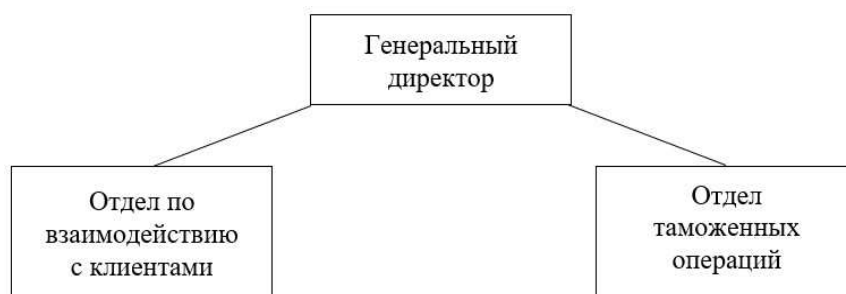 Генеральный
директор
Отдел по
взаимодействию
с клиентами
Отдел
таможенных
операций